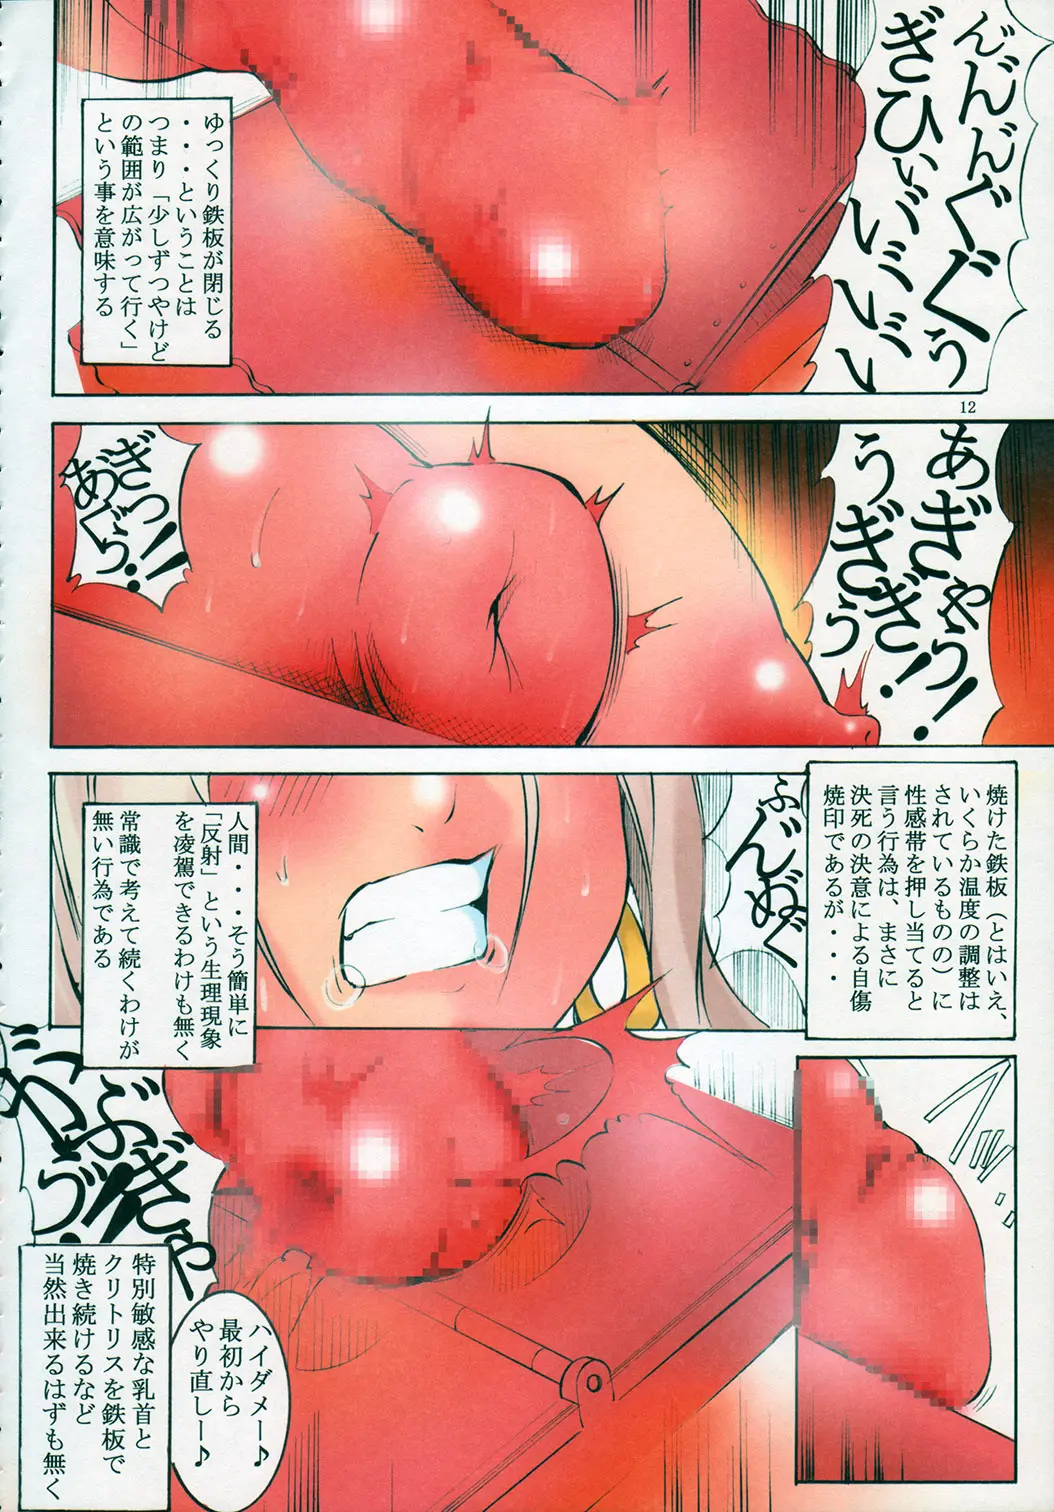 ん゛んん゛ぐぐぅ
ぎひぃい゛い゛い゛い
ゆっくり鉄板が閉じる
・・・ということは
つまり「少しずつやけど
の範囲が広がって行く」
という事を意味する
12
あぎゃう!!
うぎぎ!
う
ぎっ!!
あ゛ぐぅ!
焼けた鉄板（とはいえ、
いくらか温度の調整は
されているものの）に
性感帯を押し当てると
言う行為は、まさに
決死の決意による自傷
焼印であるが・・・
人間・・・そう簡単に
「反射」という生理現象
を凌駕できるわけも無く
常識で考えて続くわけが
無い行為である
ハイダメー♪
最初から
やり直しー♪
特別敏感な乳首と
クリトリスを鉄板で
焼き続けるなど
当然出来るはずも無く